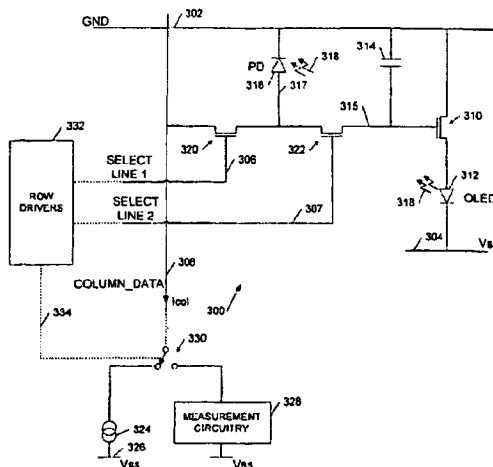 GND
302
PD
316
317
318
314
315
310
332
320
306
322
SELECT
LINE 1
ROW
DRIVERS
SELECT
LINE 2
307
318
312
OLED
304
Vss
308
COLUMN_DATA
Icol
300
334
330
324
326
Vss
MEASUREMENT
CIRCUITRY
328
Vss